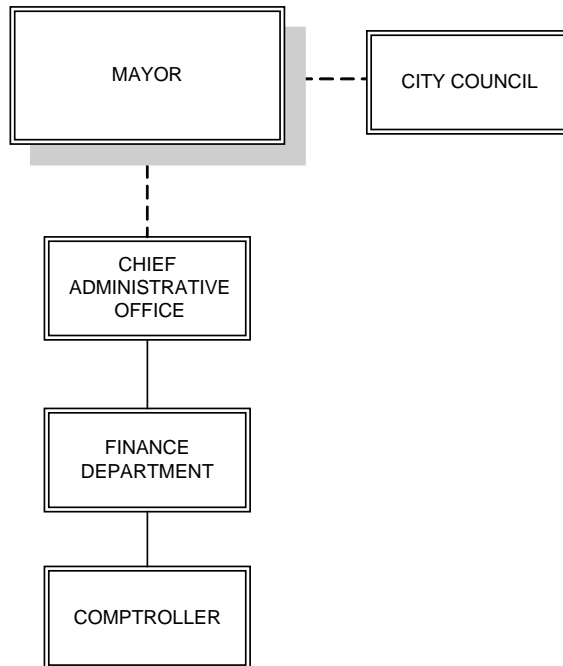 MAYOR
CITY COUNCIL
CHIEF
ADMINISTRATIVE
OFFICE
FINANCE
DEPARTMENT
COMPTROLLER